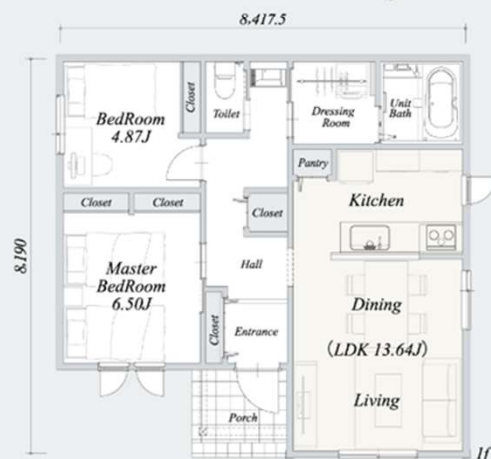 8,417.5
8,190
BedRoom
4.87J
Closet
Toilet
Dressing
Room
Unit
Bath
Pantry
Kitchen
Closet
Closet
Closet
Master
BedRoom
6.50J
Hall
Closet
Entrance
Dining
(LDK 13.64J)
Living
Porch
1f